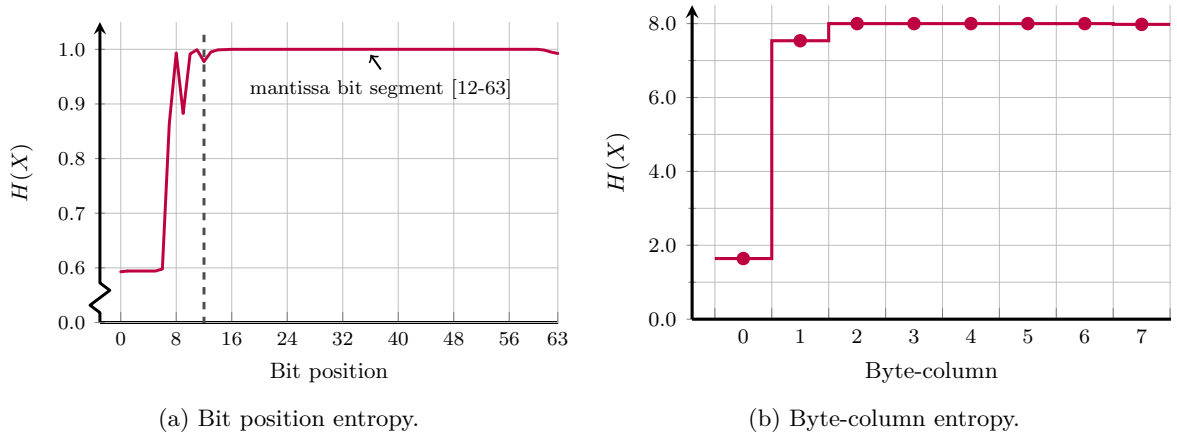 H(X)
1.0
0.9
0.8
0.7
0.6
0.0
mantissa bit segment [12-63]
0 8 16 24 32 40 48 56 63
Bit position
(a) Bit position entropy.
H(X)
8.0
6.0
4.0
2.0
0.0
0 1 2 3 4 5 6 7
Byte-column
(b) Byte-column entropy.